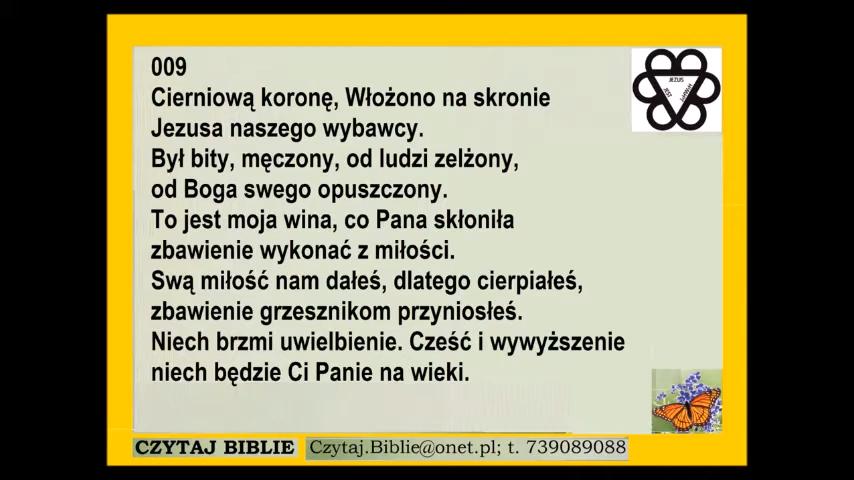 009
Cierniową koronę, Włożono na skronie
Jezusa naszego wybawcy.
Był bity, męczony, od ludzi zelżony,
od Boga swego opuszczony.
To jest moja wina, co Pana skłoniła
zbawienie wykonać z miłości.
Swą miłość nam dałeś, dlatego cierpiałeś,
zbawienie grzesznikom przyniosłeś.
Niech brzmi uwielbienie. Cześć i wywyższenie
niech będzie Ci Panie na wieki.
JEZUS
JEST
CZYTAJ BIBLIE Czytaj.Biblie@onet.pl; t. 739089088